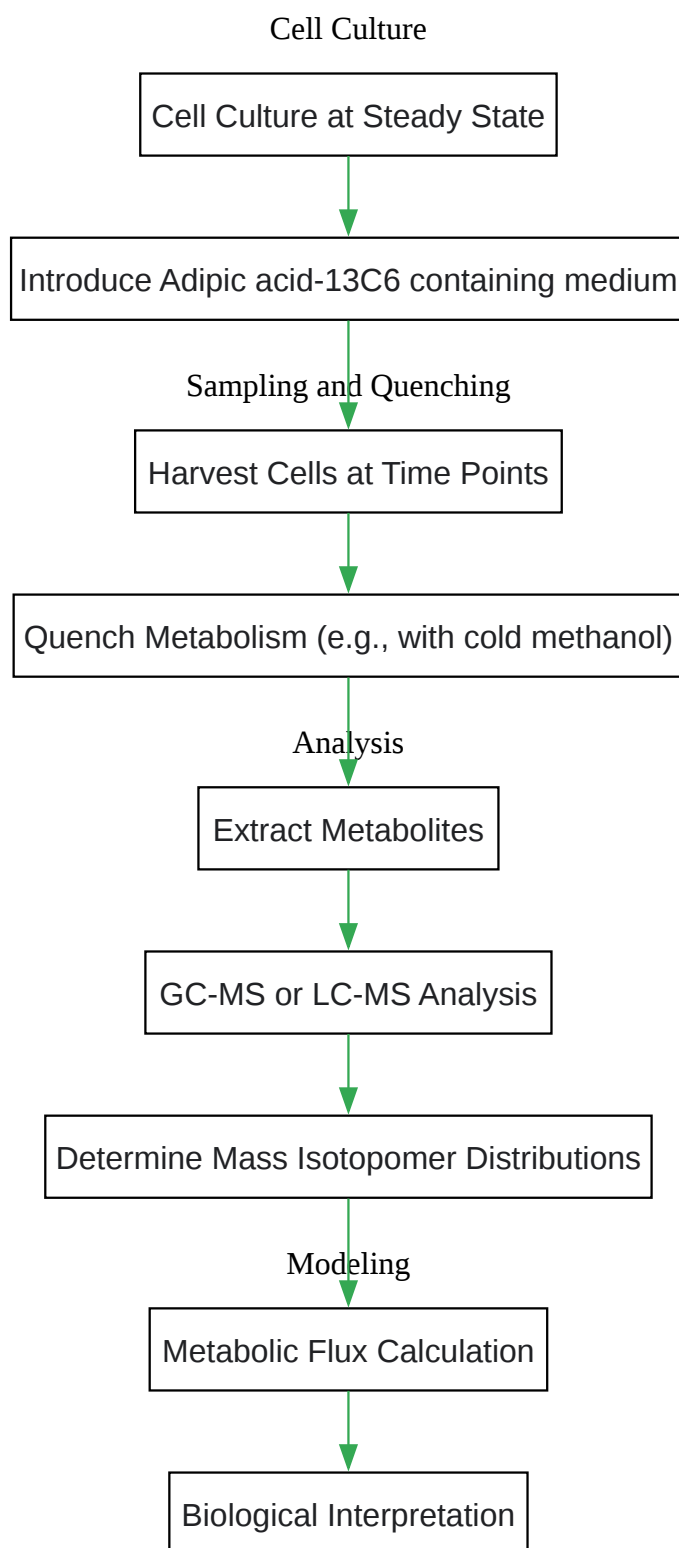 Cell Culture
Cell Culture at Steady State
Introduce Adipic acid-13C6 containing medium
Sampling and Quenching
Harvest Cells at Time Points
Quench Metabolism (e.g., with cold methanol)
Analysis
Extract Metabolites
GC-MS or LC-MS Analysis
Determine Mass Isotopomer Distributions
Modeling
Metabolic Flux Calculation
Biological Interpretation